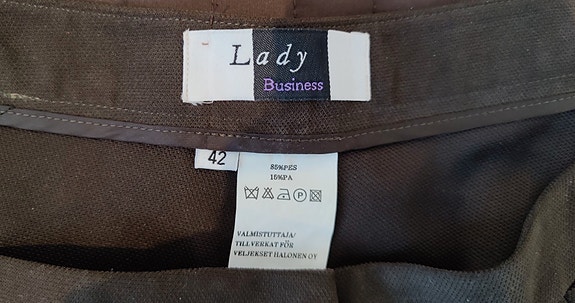 Lady
Business
42
85%PES
15%PA
P
VALMISTUTTAJA/
TILLVERKAT FÖR
VELJEKSET HALONEN OY